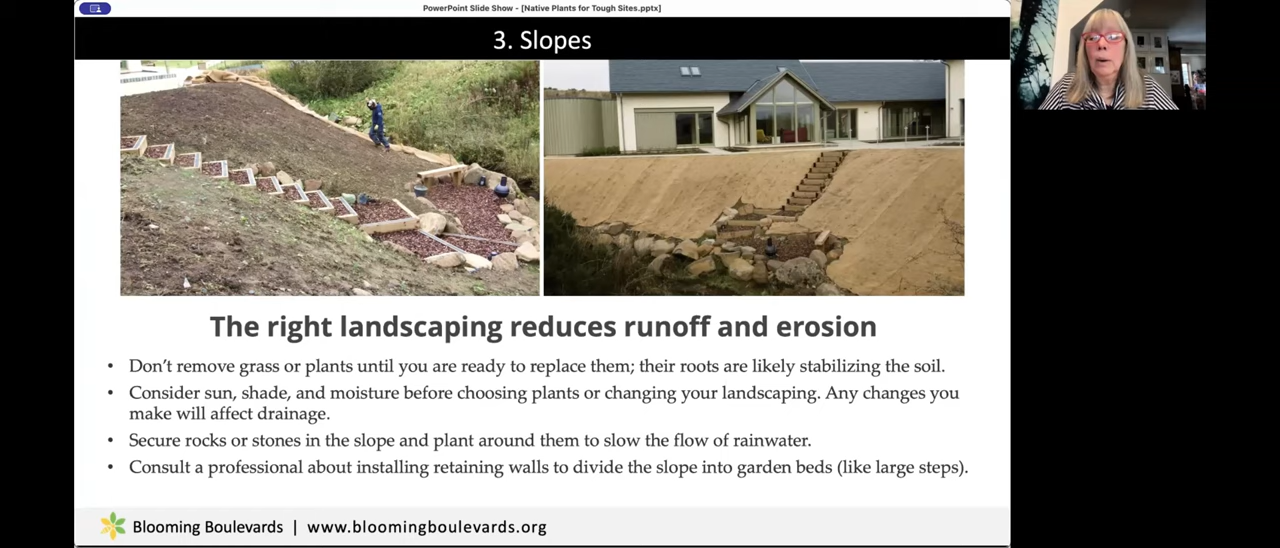 PowerPoint Slide Show - [Native Plants for Tough Sites.pptx]
3. Slopes
The right landscaping reduces runoff and erosion
• Don't remove grass or plants until you are ready to replace them; their roots are likely stabilizing the soil.
• Consider sun, shade, and moisture before choosing plants or changing your landscaping. Any changes you
make will affect drainage.
• Secure rocks or stones in the slope and plant around them to slow the flow of rainwater.
• Consult a professional about installing retaining walls to divide the slope into garden beds (like large steps).
Blooming Boulevards | www.bloomingboulevards.org